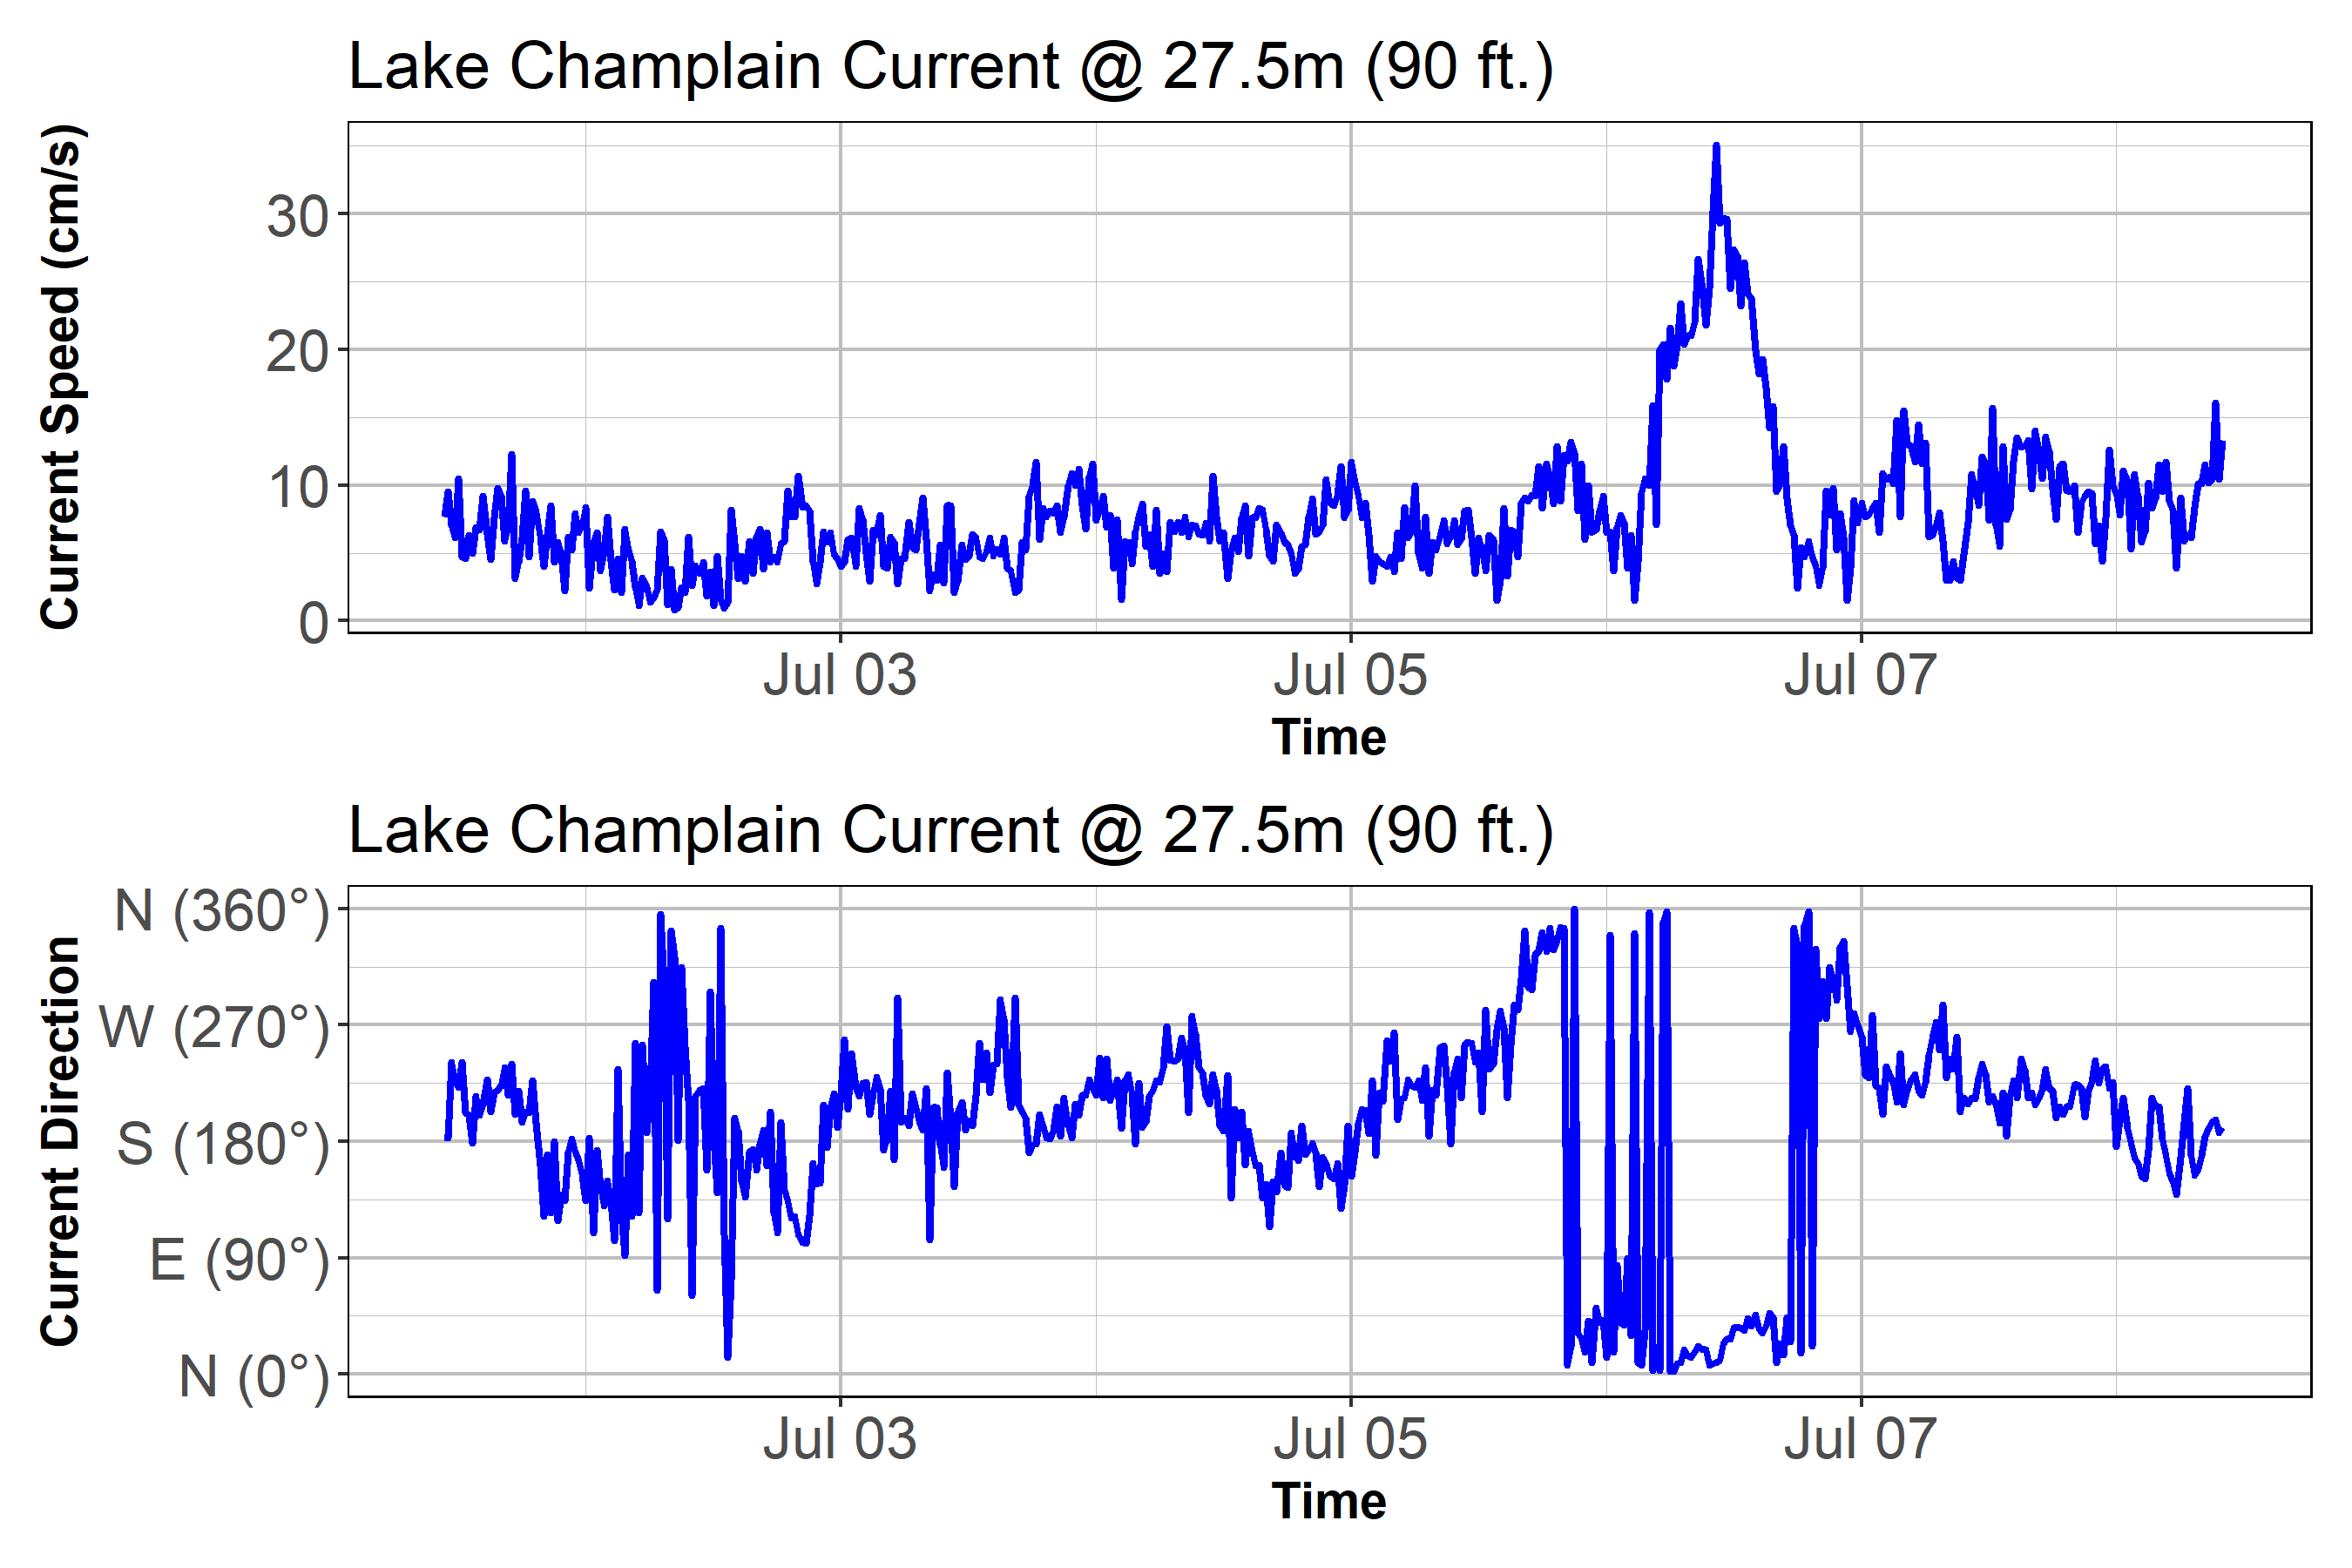 Lake Champlain Current @ 27.5m (90 ft.)
Current Speed (cm/s)
30
20
10
0
Jul 03 Jul 05 Jul 07
Time
Lake Champlain Current @ 27.5m (90 ft.)
Current Direction
N (360°)
W (270°)
S (180°)
E (90°)
N (0°)
Jul 03 Jul 05 Jul 07
Time